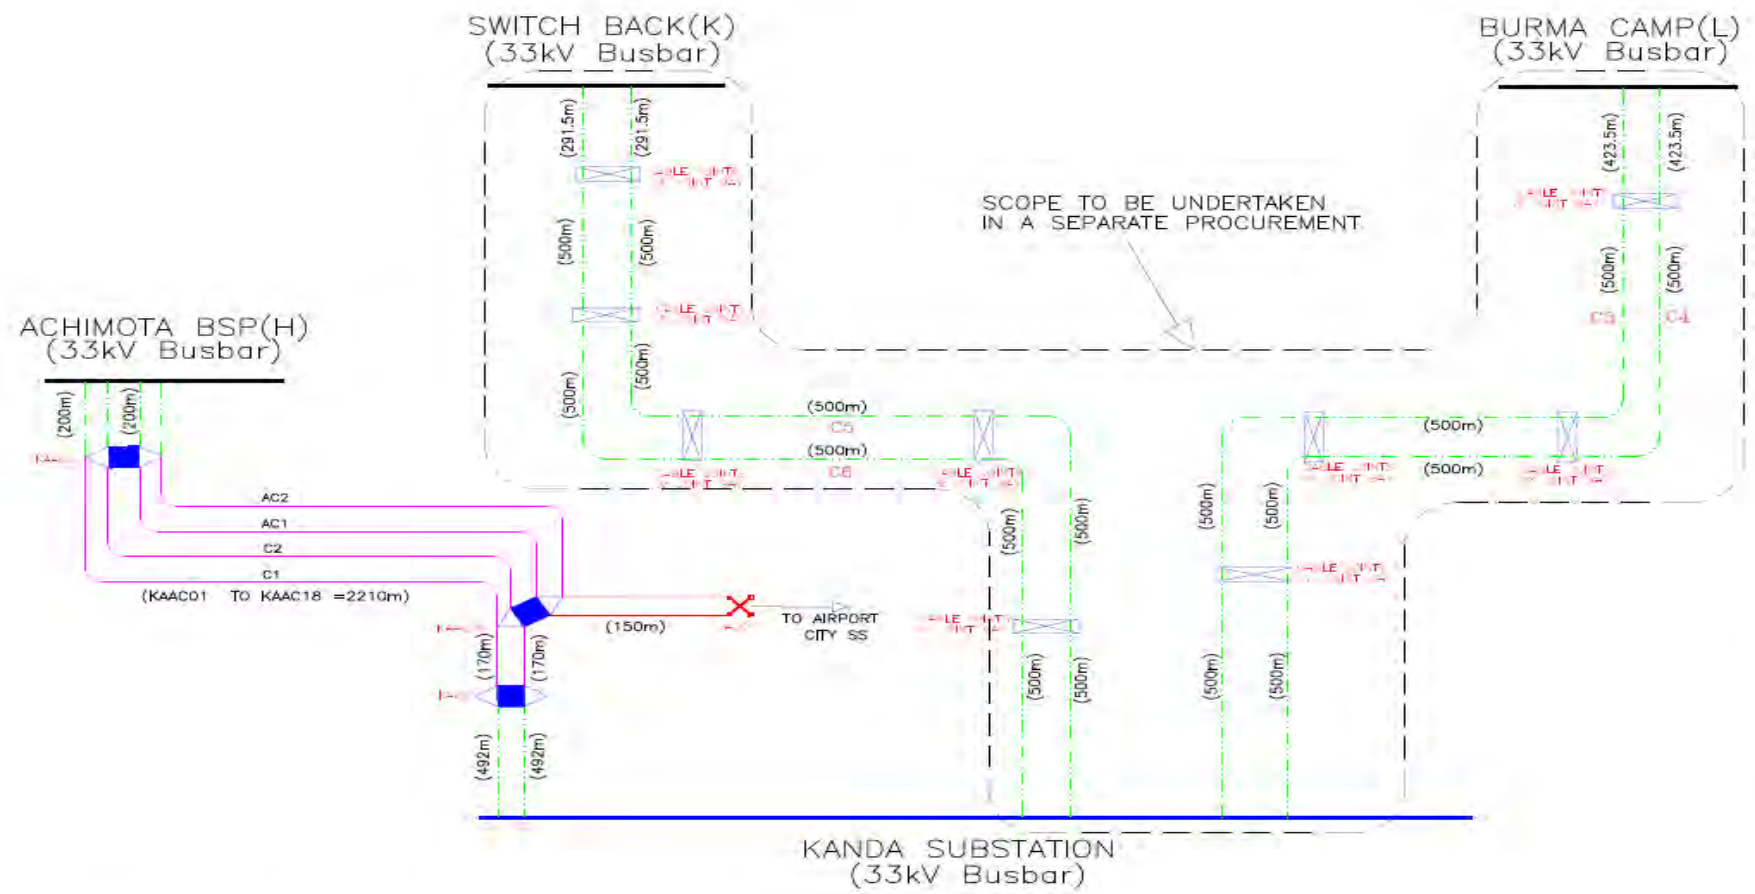 SWITCH BACK(K)
(33kV Busbar)
BURMA CAMP(L)
(33kV Busbar)
(291.5m)
(291.5m)
(423.5m)
(423.5m)
SCOPE TO BE UNDERTAKEN
IN A SEPARATE PROCUREMENT
(500m)
(500m)
(500m)
(500m)
C3
C4
ACHIMOTA BSP(H)
(33kV Busbar)
(500m)
(500m)
(200m)
(200m)
(500m)
C5
(500m)
C6
(500m)
(500m)
AC2
AC1
C2
C1
(KAAC01 TO KAAC18 =2210m)
(500m)
(500m)
(500m)
(500m)
(150m)
TO AIRPORT
CITY SS
(170m)
(170m)
(500m)
(500m)
(500m)
(500m)
(492m)
(492m)
KANDA SUBSTATION
(33kV Busbar)